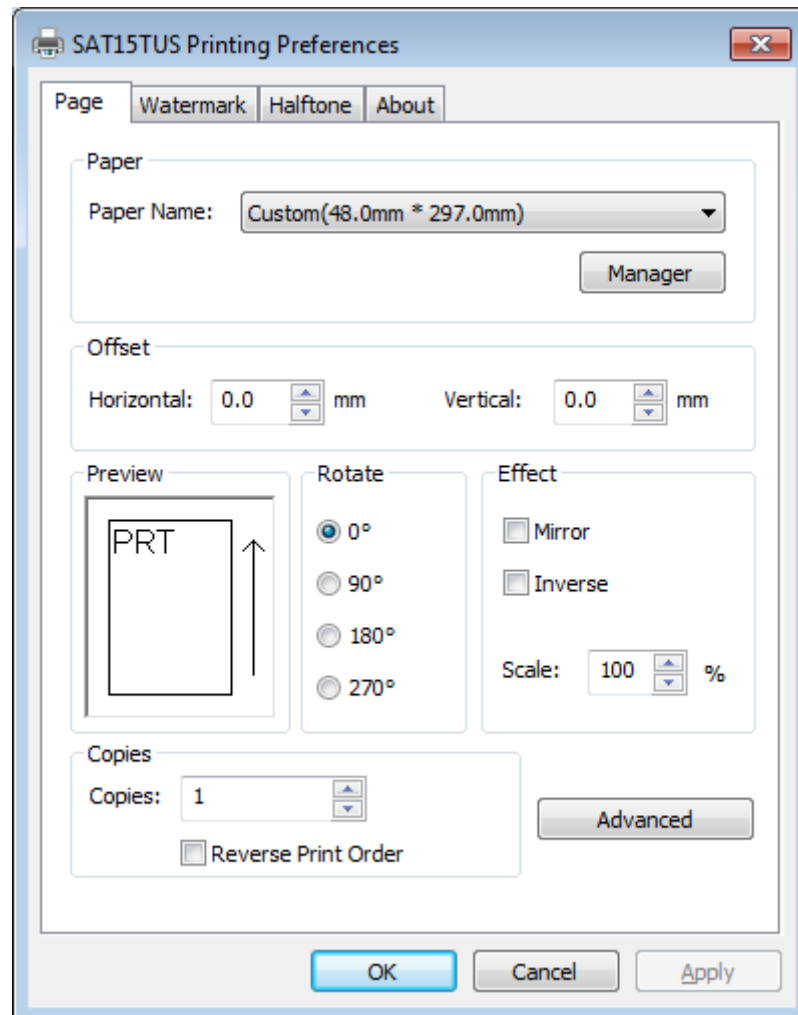 SAT15TUS Printing Preferences
Page Watermark Halftone About
Paper
Paper Name: Custom(48.0mm * 297.0mm)
Manager
Offset
Horizontal: 0.0 mm Vertical: 0.0 mm
Preview
PRT
Rotate
0°
90°
180°
270°
Effect
Mirror
Inverse
Scale: 100 %
Copies
Copies: 1
Reverse Print Order
Advanced
OK Cancel Apply